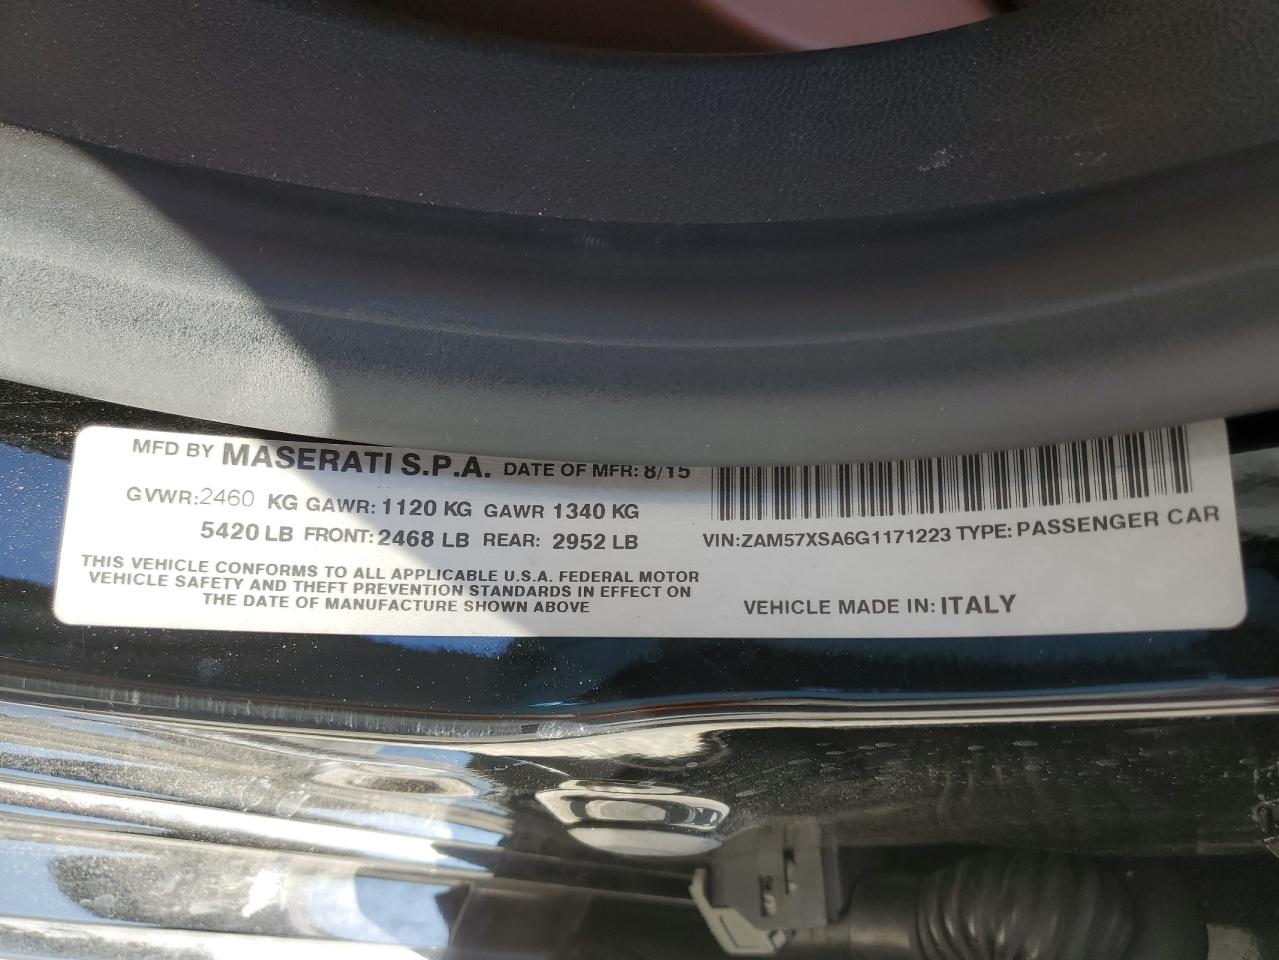 MFD BY MASERATI S.P.A. DATE OF MFR: 8/15
GVWR:2460 KG GAWR: 1120 KG GAWR 1340 KG
5420 LB FRONT: 2468 LB REAR: 2952 LB
THIS VEHICLE CONFORMS TO ALL APPLICABLE U.S.A. FEDERAL MOTOR
VEHICLE SAFETY AND THEFT PREVENTION STANDARDS IN EFFECT ON
THE DATE OF MANUFACTURE SHOWN ABOVE
VIN:ZAM57XSA6G1171223 TYPE: PASSENGER CAR
VEHICLE MADE IN: ITALY